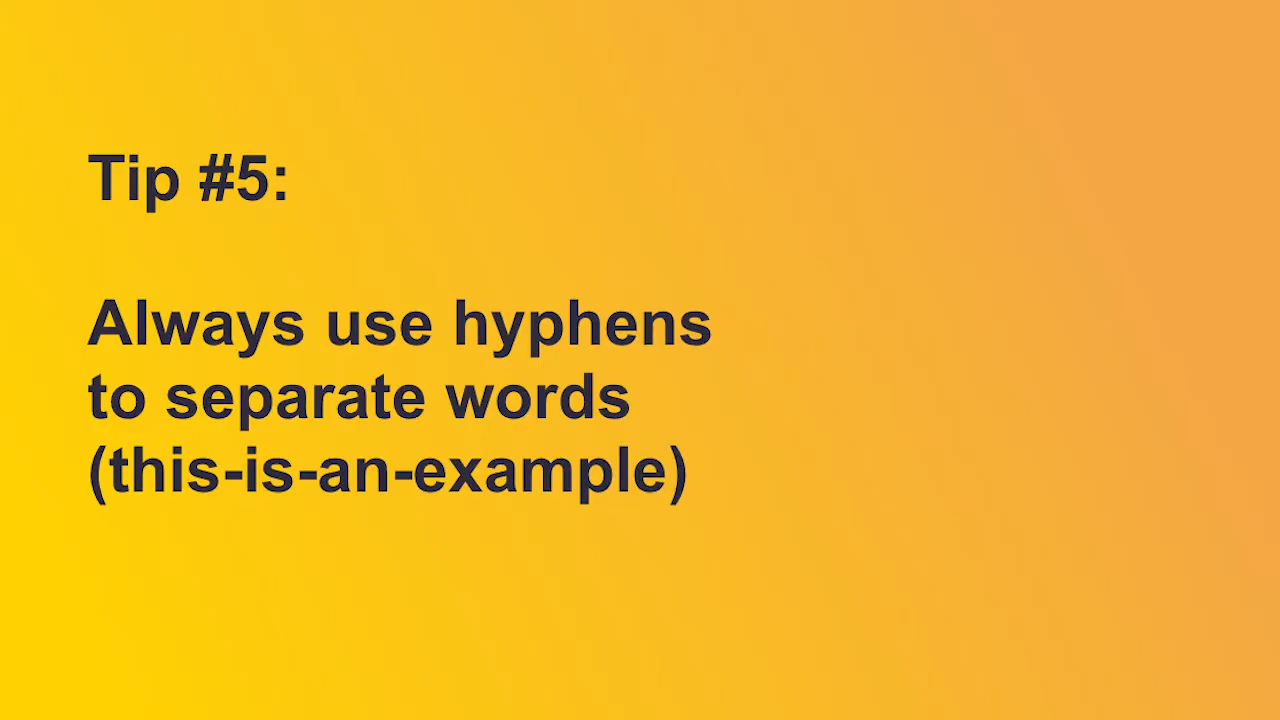 Tip #5:
Always use hyphens
to separate words
(this-is-an-example)